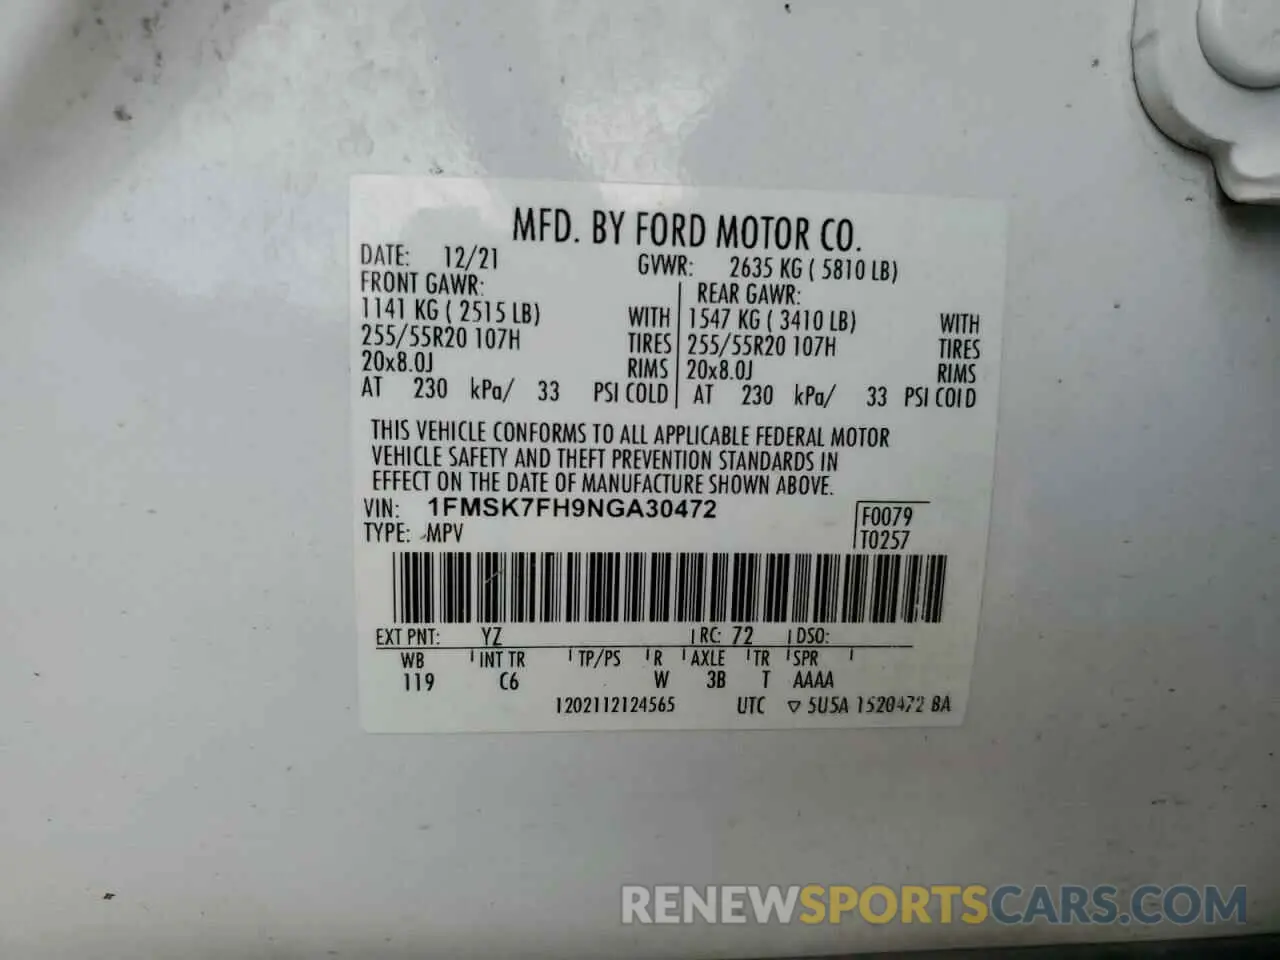 MFD. BY FORD MOTOR CO.
DATE: 12/21 GVWR: 2635 KG ( 5810 LB)
FRONT GAWR: REAR GAWR:
1141 KG ( 2515 LB) WITH 1547 KG ( 3410 LB) WITH
255/55R20 107H TIRES 255/55R20 107H TIRES
20x8.0J RIMS 20x8.0J RIMS
AT 230 kPa/ 33 PSI COLD AT 230 kPa/ 33 PSI COLD
THIS VEHICLE CONFORMS TO ALL APPLICABLE FEDERAL MOTOR
VEHICLE SAFETY AND THEFT PREVENTION STANDARDS IN
EFFECT ON THE DATE OF MANUFACTURE SHOWN ABOVE.
VIN: 1FMSK7FH9NGA30472 F0079
TYPE: MPV T0257
EXT PNT: YZ RC: 72 DSO:
WB INT TR TP/PS R AXLE TR SPR
119 C6 W 3B T AAAA
1202112124565 UTC ▽ 5U5A 1520472 BA
RENEWSPORTSCARS.COM